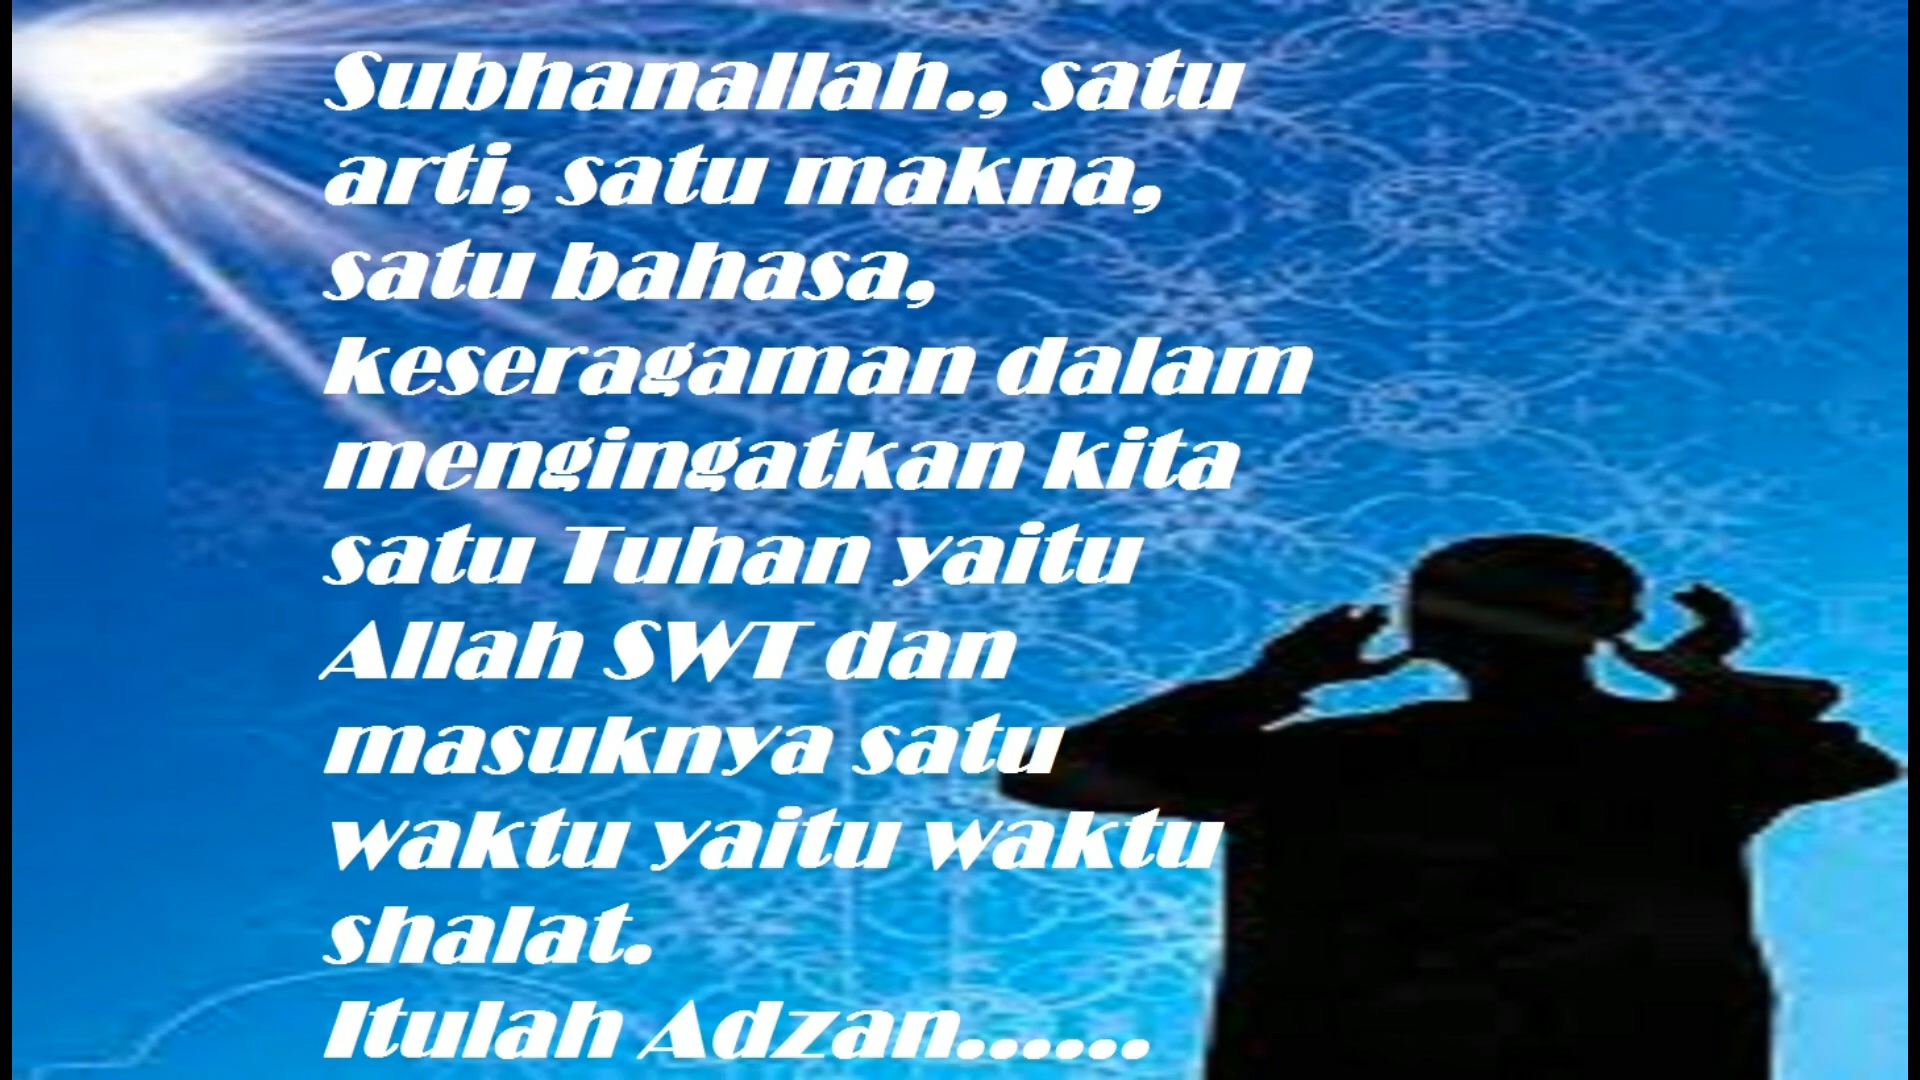 Subhanallah., satu
arti, satu makna,
satu bahasa,
keseragaman dalam
mengingatkan kita
satu Tuhan yaitu
Allah SWT dan
masuknya satu
waktu yaitu waktu
shalat.
Itulah Adzan......